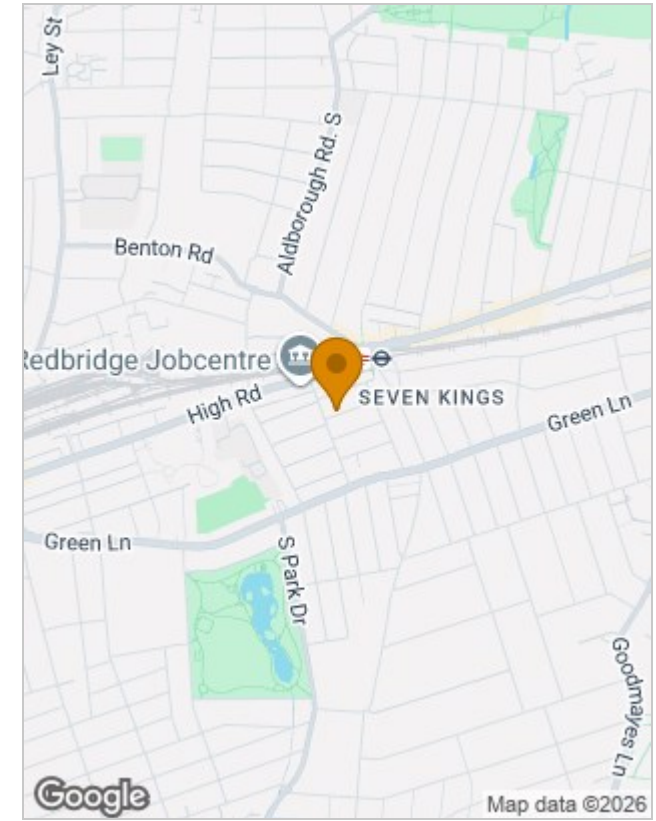 Ley St
Aldborough Rd. S
Benton Rd
Redbridge Jobcentre
SEVEN KINGS
High Rd
Green Ln
Green Ln
S Park Dr
Goodmayes Ln
Google
Map data ©2026